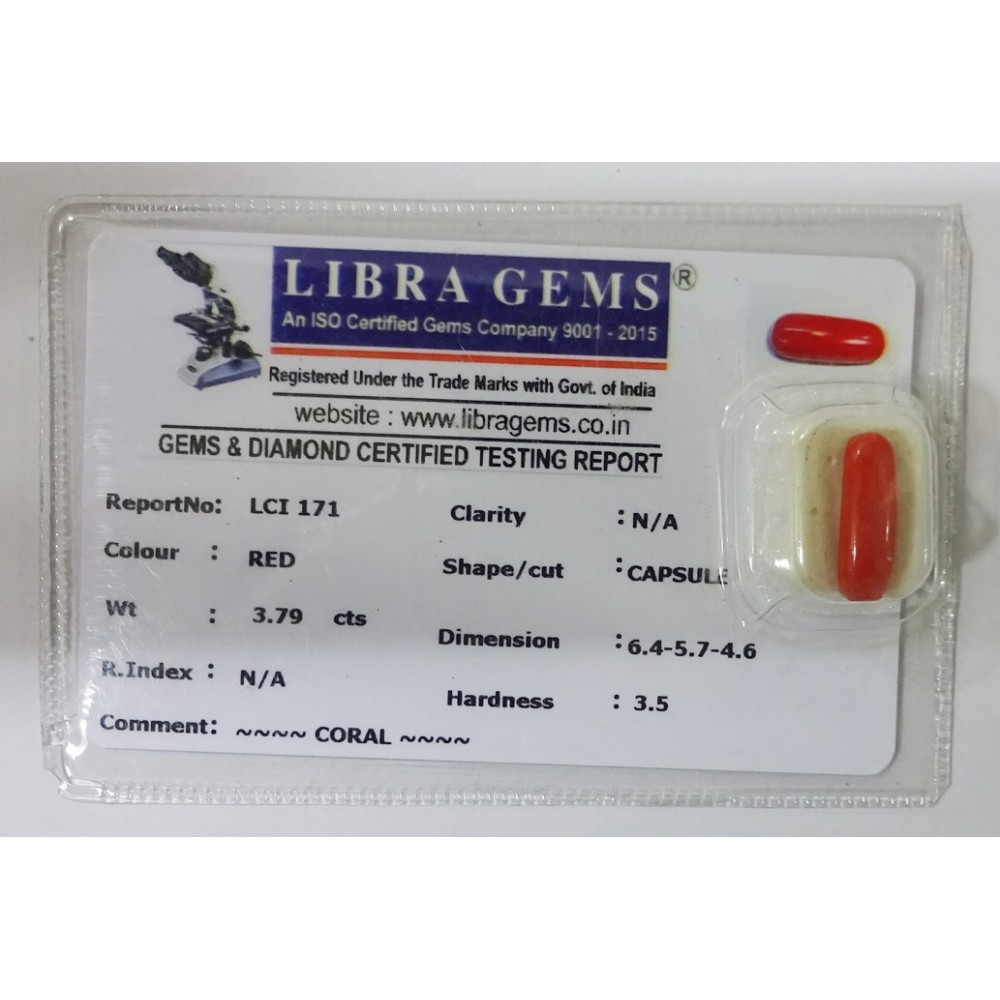 LIBRA GEMS®
An ISO Certified Gems Company 9001 - 2015
Registered Under the Trade Marks with Govt. of India
website : www.libragems.co.in
GEMS & DIAMOND CERTIFIED TESTING REPORT
ReportNo: LCI 171 Clarity : N/A
Colour : RED Shape/cut : CAPSULE
Wt : 3.79 cts Dimension : 6.4-5.7-4.6
R.Index : N/A Hardness : 3.5
Comment: ~~~~ CORAL ~~~~